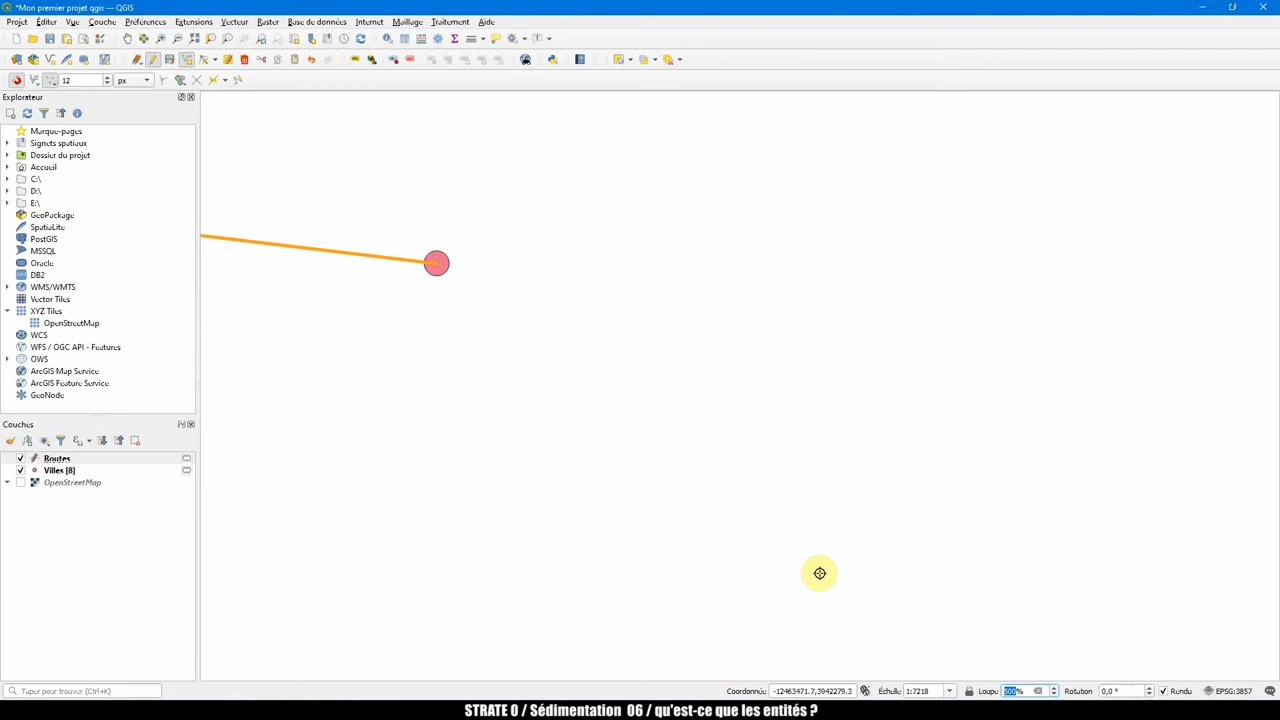 *Mon premier projet qgis — QGIS
Projet Éditer Vue Couche Préférences Extensions Vecteur Raster Base de données Internet Maillage Traitement Aide
12 px
Explorateur
Marque-pages
Signets spatiaux
Dossier du projet
Accueil
C:\
D:\
E:\
GeoPackage
SpatiaLite
PostGIS
MSSQL
Oracle
DB2
WMS/WMTS
Vector Tiles
XYZ Tiles
OpenStreetMap
WCS
WFS / OGC API - Features
OWS
ArcGIS Map Service
ArcGIS Feature Service
GeoNode
Couches
Routes
Villes [8]
OpenStreetMap
Taper pour trouver (Ctrl+K) Coordonnée -12463471.7,3942279.3 Échelle 1:7218 Loupe 500% Rotation 0,0 ° Rendu EPSG:3857
STRATE 0 / Sédimentation 06 / qu'est-ce que les entités ?